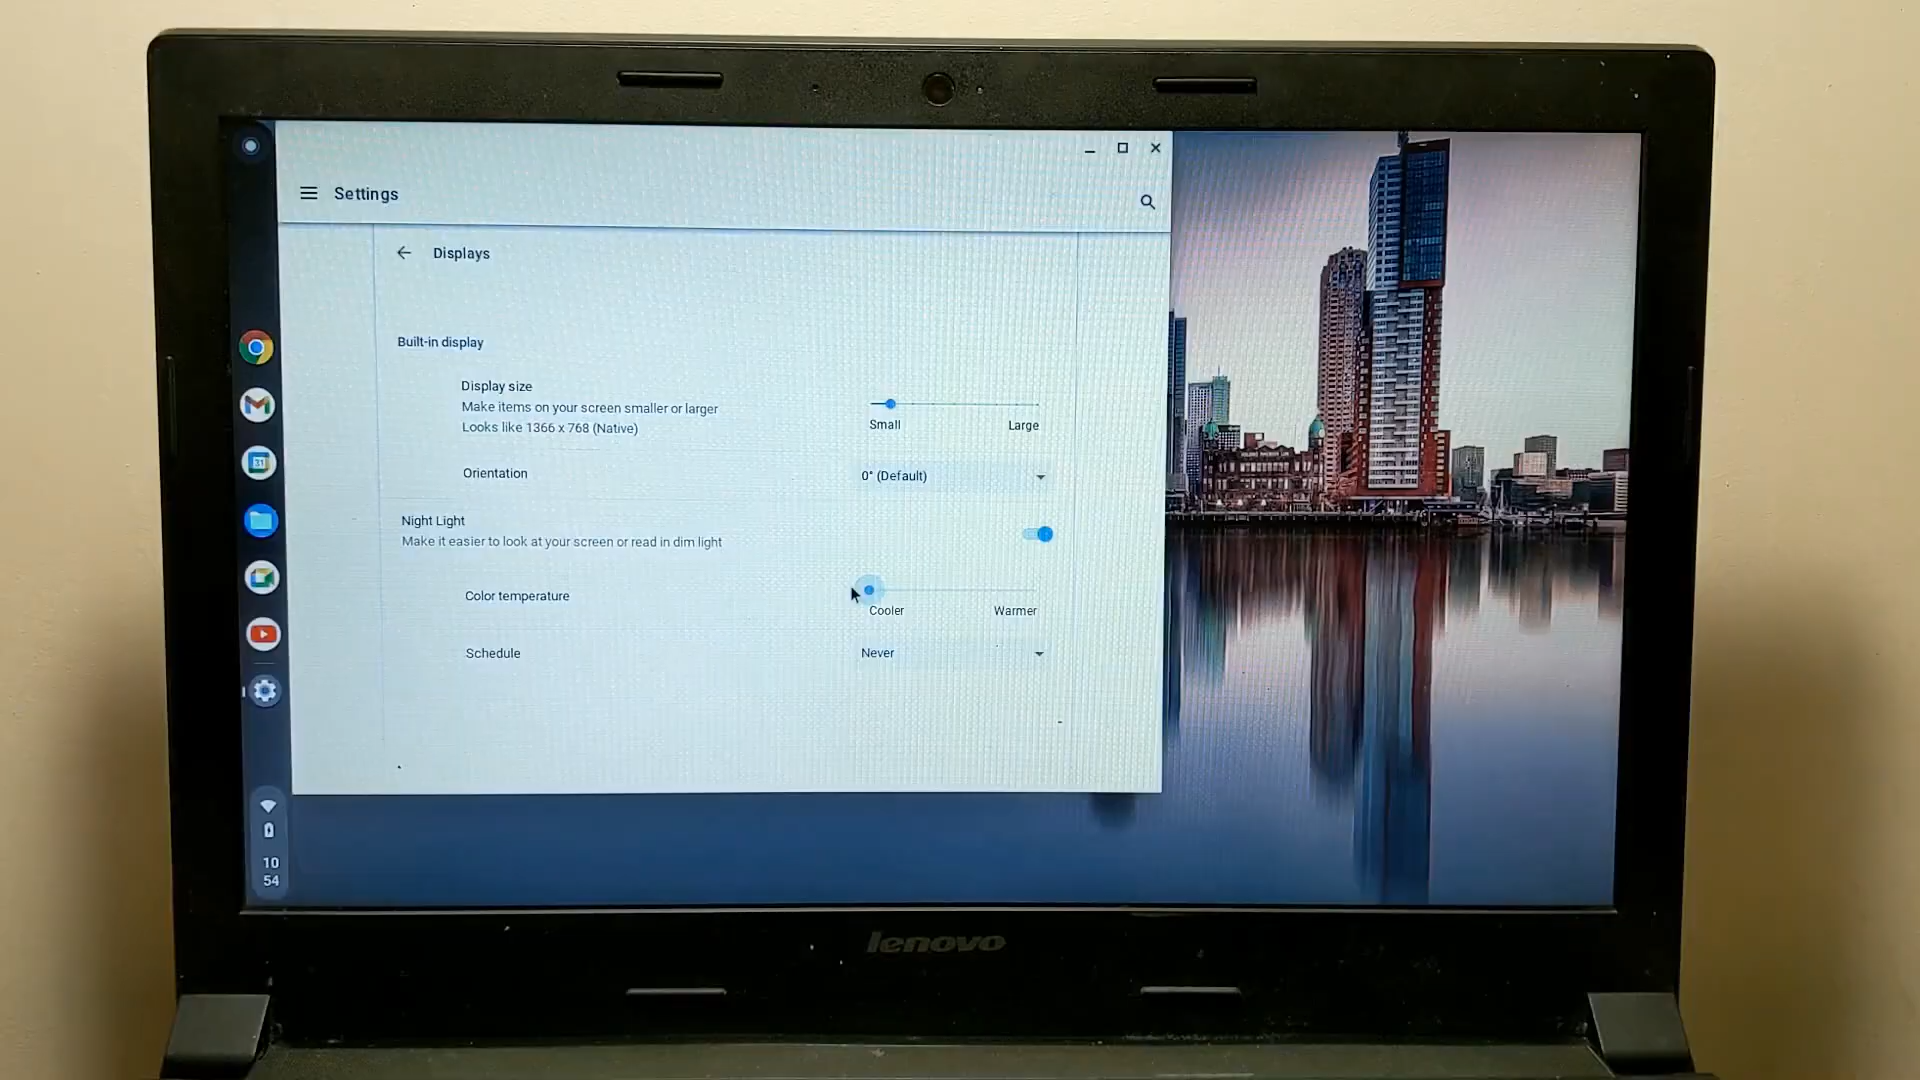 Settings
Displays
Built-in display
Display size
Make items on your screen smaller or larger
Looks like 1366 x 768 (Native)
Small
Large
Orientation
0° (Default)
Night Light
Make it easier to look at your screen or read in dim light
Color temperature
Cooler
Warmer
Schedule
Never
31
10
54
lenovo